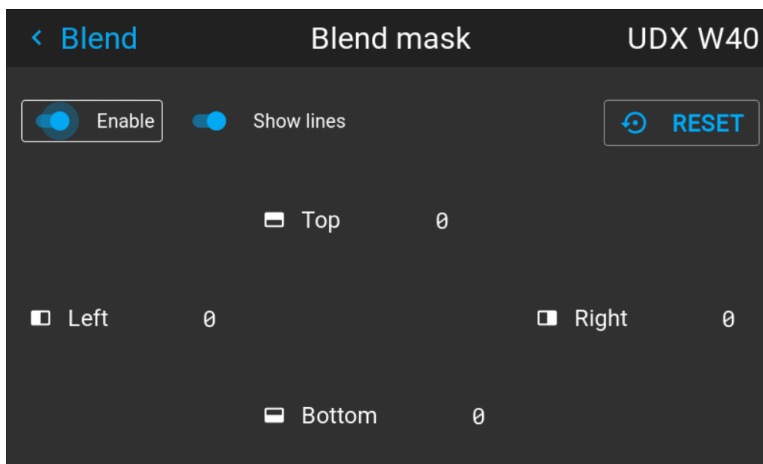 Blend Blend mask UDX W40
Enable Show lines RESET
Top 0
Left 0 Right 0
Bottom 0